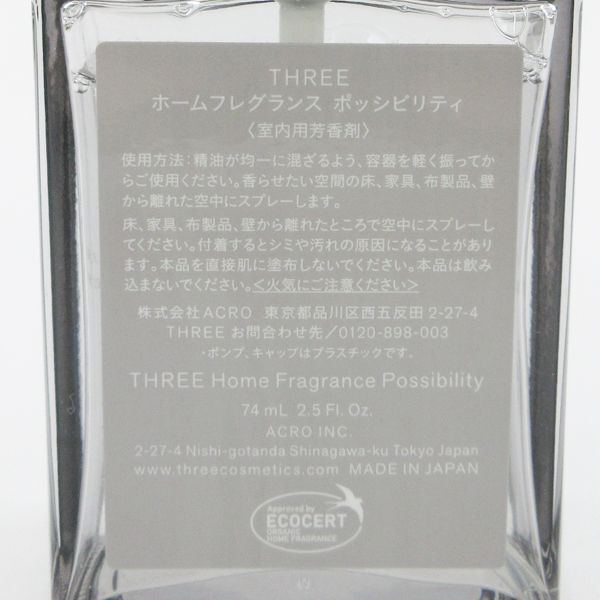 THREE
ホームフレグランス ポッシビリティ
〈室内用芳香剤〉
使用方法：精油が均一に混ざるよう、容器を軽く振ってか
らご使用ください。香らせたい空間の床、家具、布製品、壁
から離れた空中にスプレーします。
床、家具、布製品、壁から離れたところで空中にスプレーし
てください。付着するとシミや汚れの原因になることがあり
ます。本品を直接肌に塗布しないでください。本品は飲み
込まないでください。＜火気にご注意ください＞
株式会社ACRO 東京都品川区西五反田2-27-4
THREE お問合わせ先／0120-898-003
・ポンプ、キャップはプラスチックです。
THREE Home Fragrance Possibility
74 mL 2.5 Fl. Oz.
ACRO INC.
2-27-4 Nishi-gotanda Shinagawa-ku Tokyo Japan
www.threecosmetics.com MADE IN JAPAN
Approved by
ECOCERT
ORGANIC
HOME FRAGRANCE